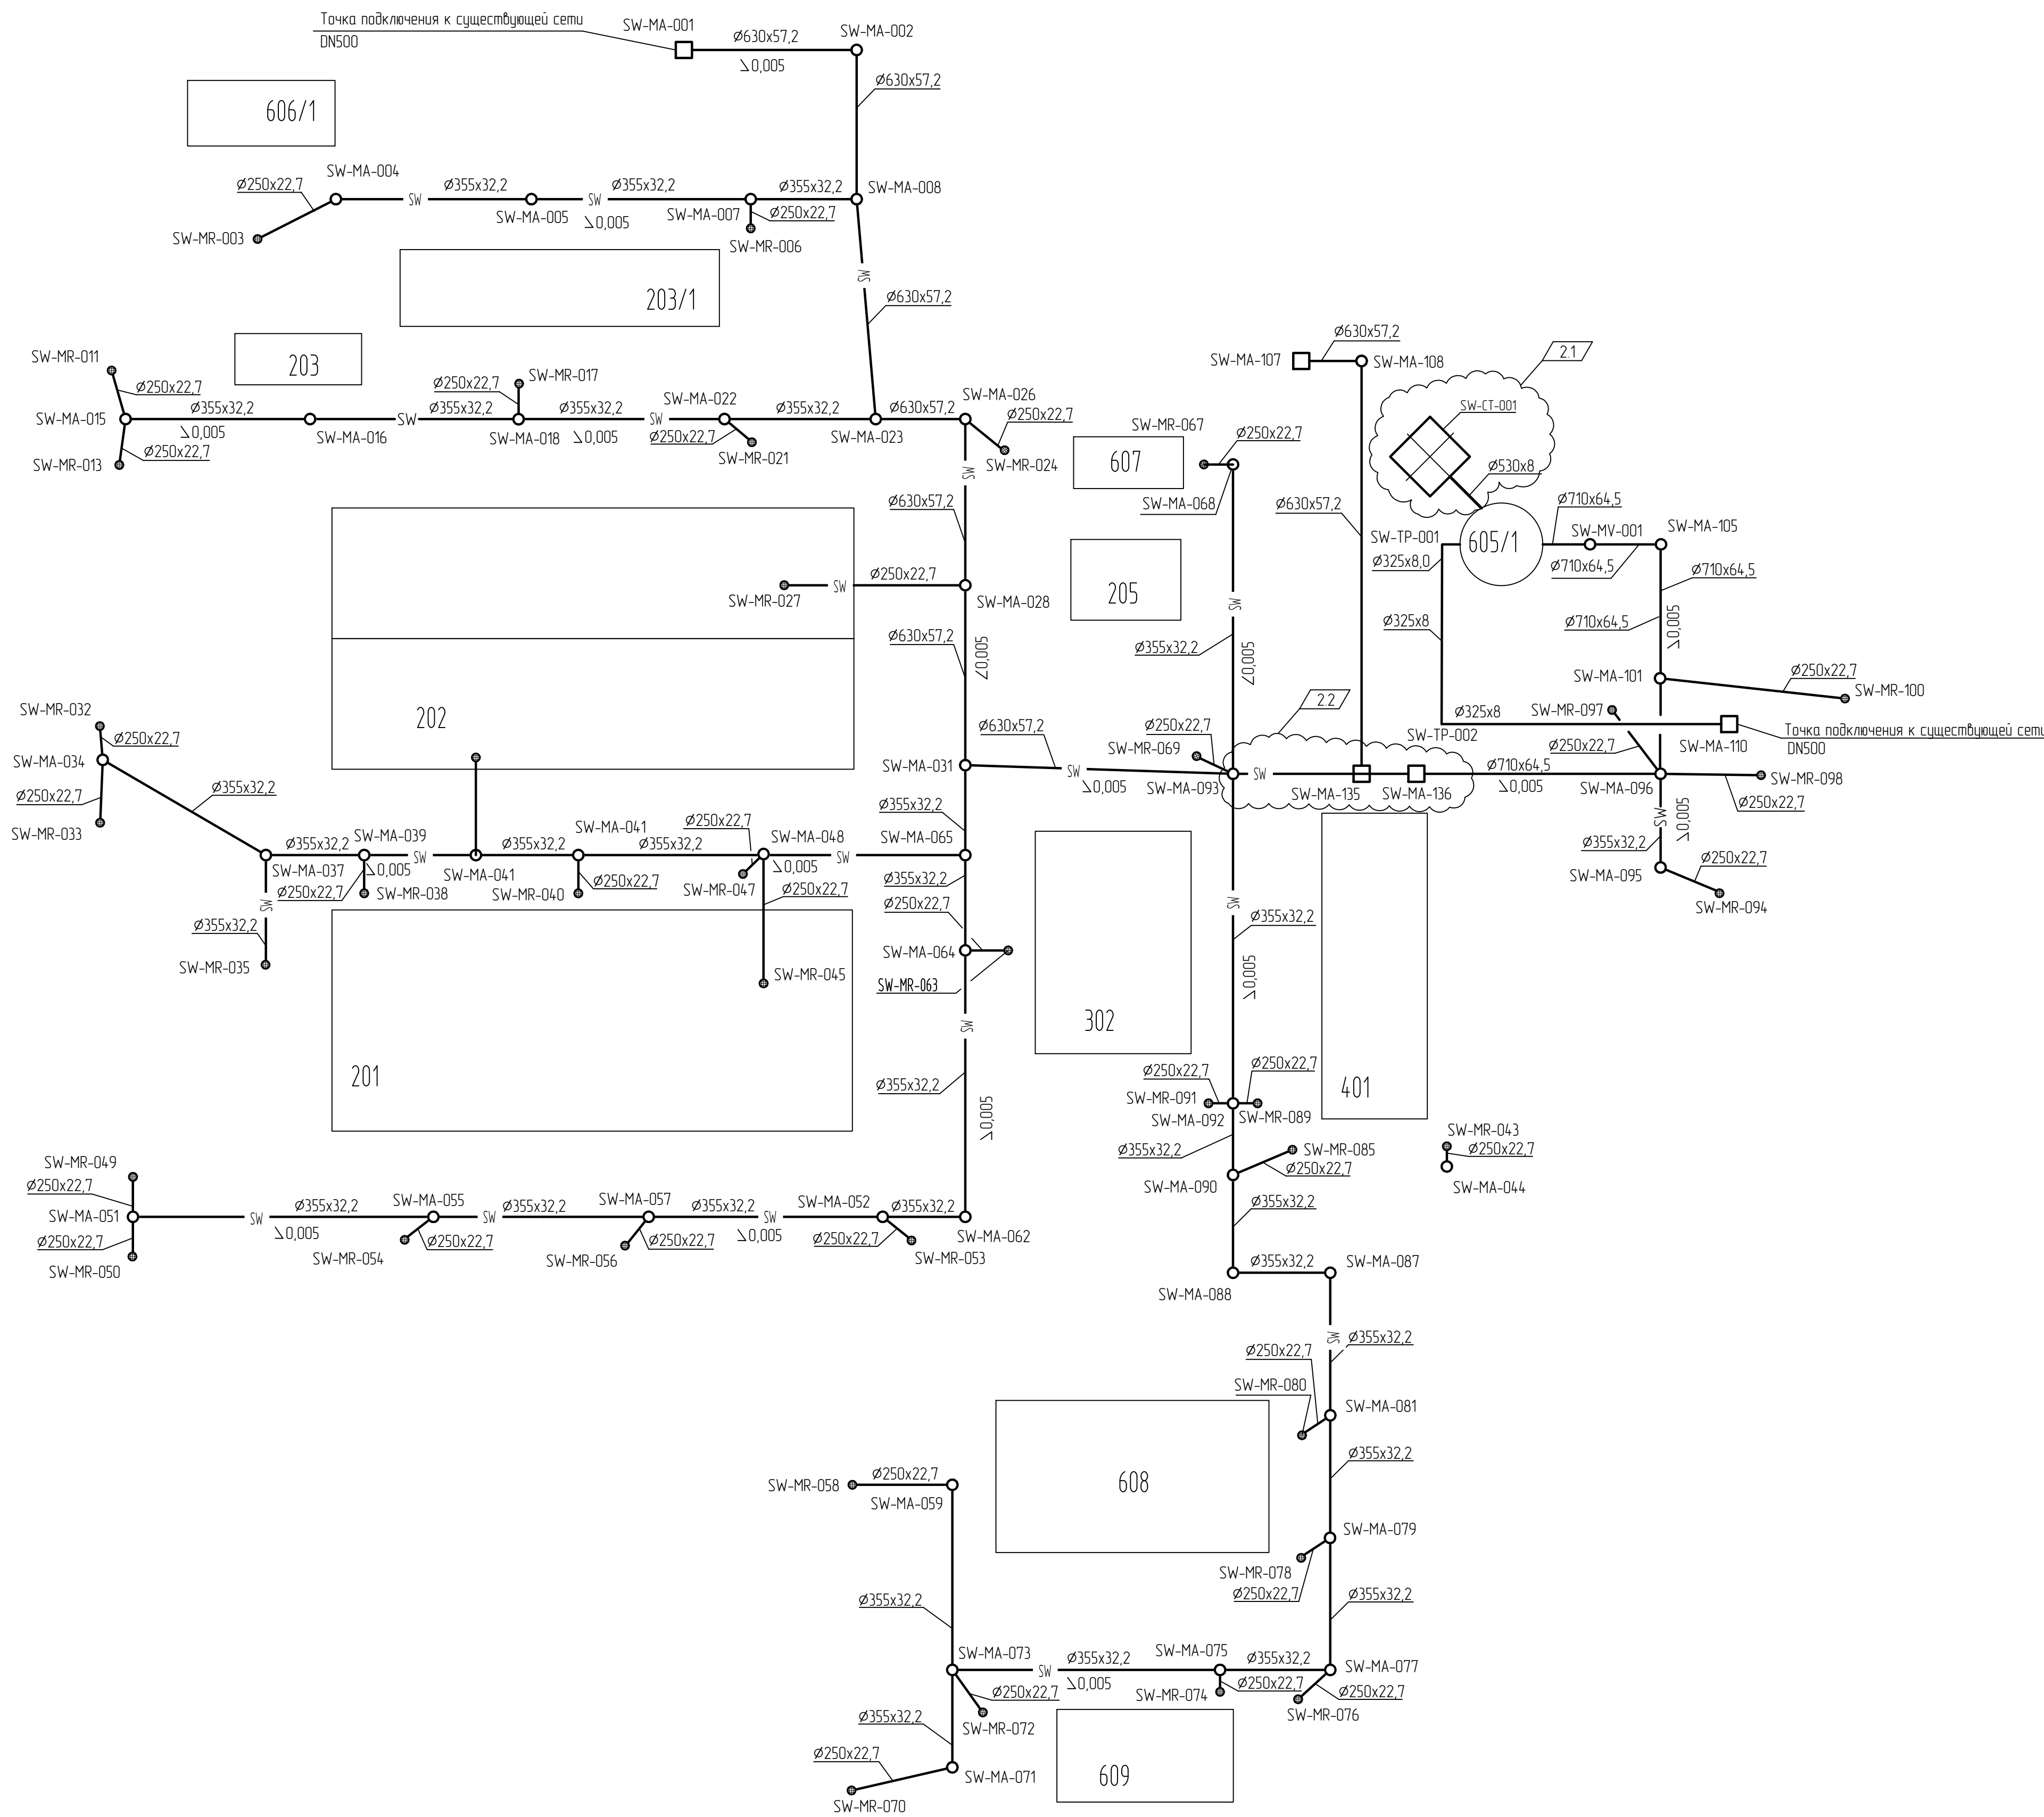 Точка подключения к существующей сети
DN500
SW-MA-001
Ø630x57,2
0,005
SW-MA-002
Ø630x57,2
606/1
SW-MA-004
Ø250x22,7
Ø355x32,2
SW
SW-MA-005
Ø355x32,2
SW
0,005
Ø355x32,2
SW-MA-007
Ø250x22,7
SW-MA-008
SW-MR-003
SW-MR-006
203/1
SW
Ø630x57,2
203
SW-MR-011
Ø250x22,7
SW-MA-015
Ø355x32,2
0,005
Ø250x22,7
SW-MR-013
SW-MA-016
SW
Ø355x32,2
Ø250x22,7
SW-MR-017
SW-MA-018
Ø355x32,2
0,005
SW
SW-MA-022
Ø250x22,7
SW-MR-021
Ø355x32,2
SW-MA-023
Ø630x57,2
SW-MA-026
Ø250x22,7
SW-MR-024
SW
Ø630x57,2
SW-MR-027
SW
Ø250x22,7
SW-MA-028
Ø630x57,2
0,005
202
SW-MR-067
Ø250x22,7
607
SW-MA-068
205
SW
Ø355x32,2
0,005
SW-MA-107
Ø630x57,2
SW-MA-108
Ø630x57,2
2.1
SW-CT-001
Ø530x8
605/1
SW-TP-001
Ø325x8,0
Ø325x8
Ø325x8
Ø710x64,5
SW-MV-001
Ø710x64,5
SW-MA-105
Ø710x64,5
Ø710x64,5
0,005
SW-MA-101
Ø250x22,7
SW-MR-100
SW-MR-097
Ø250x22,7
SW-MA-110
Точка подключения к существующей сети
DN500
SW-TP-002
2.2
SW-MA-031
Ø630x57,2
SW
0,005
Ø250x22,7
SW-MR-069
SW-MA-093
SW
SW-MA-135
SW-MA-136
Ø710x64,5
0,005
SW-MA-096
SW-MR-098
Ø250x22,7
SW
0,005
Ø355x32,2
SW-MA-095
Ø250x22,7
SW-MR-094
SW-MR-032
Ø250x22,7
SW-MA-034
Ø250x22,7
SW-MR-033
Ø355x32,2
Ø355x32,2
SW-MA-037
SW-MA-039
0,005
SW
Ø250x22,7
SW-MR-038
SW
Ø355x32,2
SW-MR-035
SW-MA-041
Ø355x32,2
SW-MA-041
Ø250x22,7
SW-MR-040
Ø355x32,2
Ø250x22,7
SW-MA-048
0,005
SW
SW-MR-047
Ø250x22,7
SW-MR-045
Ø355x32,2
SW-MA-065
Ø355x32,2
Ø250x22,7
SW-MA-064
SW-MR-063
SW
Ø355x32,2
0,005
201
302
401
SW
Ø355x32,2
0,005
Ø250x22,7
SW-MR-091
Ø250x22,7
SW-MA-092
SW-MR-089
Ø355x32,2
SW-MR-085
Ø250x22,7
SW-MA-090
Ø355x32,2
SW-MR-043
Ø250x22,7
SW-MA-044
SW-MR-049
Ø250x22,7
SW-MA-051
Ø250x22,7
SW-MR-050
SW
0,005
Ø355x32,2
SW-MA-055
Ø250x22,7
SW-MR-054
SW
Ø355x32,2
SW-MA-057
Ø250x22,7
SW-MR-056
Ø355x32,2
0,005
SW
SW-MA-052
Ø250x22,7
SW-MR-053
Ø355x32,2
SW-MA-062
SW-MA-088
Ø355x32,2
SW-MA-087
SW
Ø355x32,2
Ø250x22,7
SW-MR-080
SW-MA-081
Ø355x32,2
608
SW-MA-079
SW-MR-078
Ø250x22,7
Ø355x32,2
SW-MR-058
Ø250x22,7
SW-MA-059
Ø355x32,2
SW-MA-073
SW
Ø355x32,2
0,005
Ø250x22,7
SW-MR-072
SW-MA-075
Ø355x32,2
Ø250x22,7
SW-MR-074
SW-MA-077
Ø250x22,7
SW-MR-076
Ø355x32,2
Ø250x22,7
SW-MA-071
SW-MR-070
609